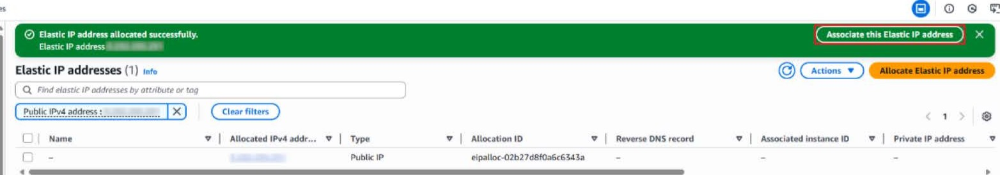 es
Elastic IP address allocated successfully.
Elastic IP address
Associate this Elastic IP address
Elastic IP addresses (1) Info
Actions
Allocate Elastic IP address
Find elastic IP addresses by attribute or tag
Public IPv4 address :
Clear filters
1
Name Allocated IPv4 addr... Type Allocation ID Reverse DNS record Associated instance ID Private IP address
– Public IP eipalloc-02b27d8f0a6c6343a – – –